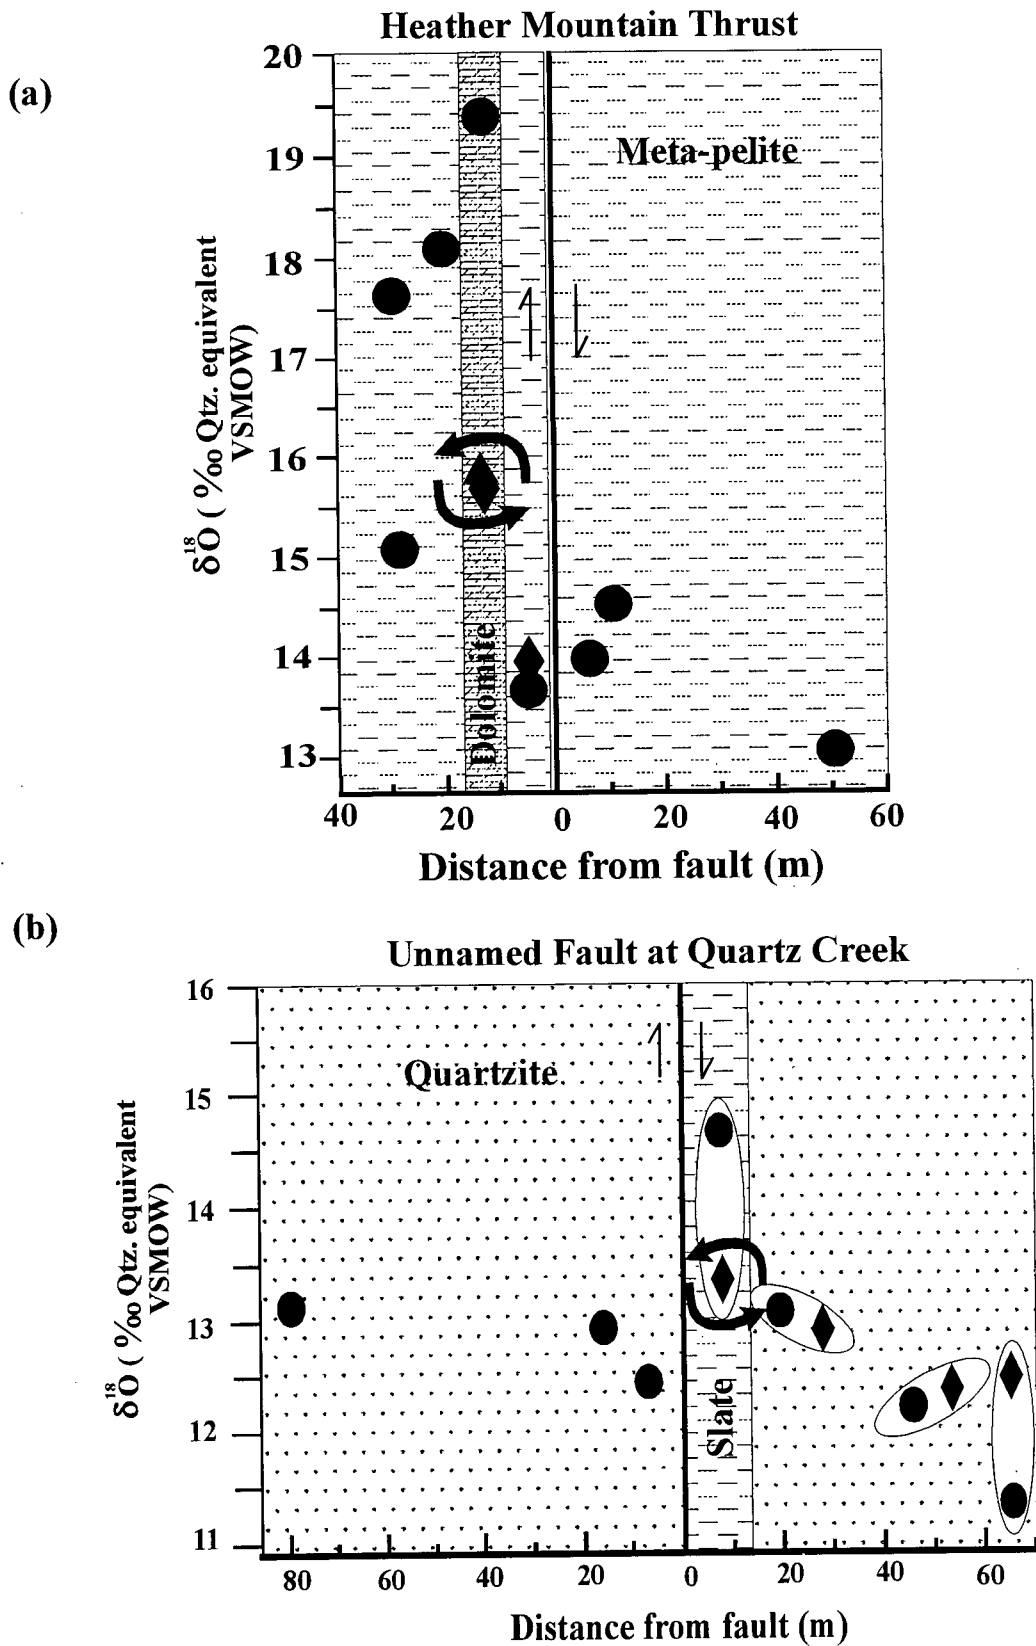 Heather Mountain Thrust
(a)
20
19
18
17
16
15
14
13
δ18O (‰ Qtz. equivalent
VSMOW)
Meta-pelite
Dolomite
40 20 0 20 40 60
Distance from fault (m)
(b)
Unnamed Fault at Quartz Creek
16
15
14
13
12
11
δ18O (‰ Qtz. equivalent
VSMOW)
Quartzite
Slate
80 60 40 20 0 20 40 60
Distance from fault (m)